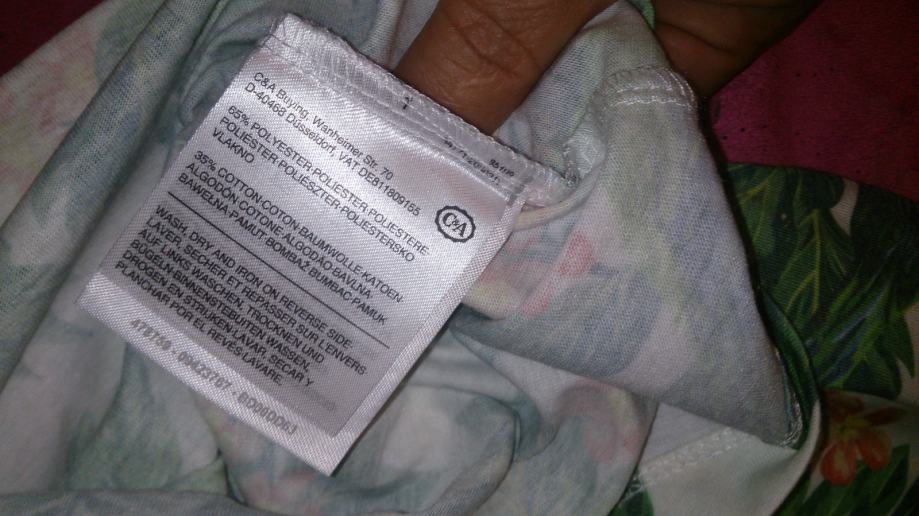 C&A Buying, Wanheimer Str. 70
D-40468 Düsseldorf, VAT DE811809165
65% POLYESTER-POLIESTER POLIESTERE-
POLIESTER POLIÉSZTER-POLIESTERSKO
VLAKNO
C&A
35% COTTON-COTON-BAUMWOLLE-KATOEN-
ALGODÓN COTONE-ALGODÃO-BAVLNA
BAWEŁNA-PAMUT BOMBAŽ BUMBAC-PAMUK
WASH, DRY AND IRON ON REVERSE SIDE.
LAVER, SECKER ET REPASSER SUR L'ENVERS
AUF LINKS WASCHEN, TROCKNEN UND
BÜGELN-BINNENSTEBUITEN WASSEN,
DROGEN EN STRIJKEN-LAVAR, SECAR Y
PLANCHAR POR EL REVÉS-LAVARE,